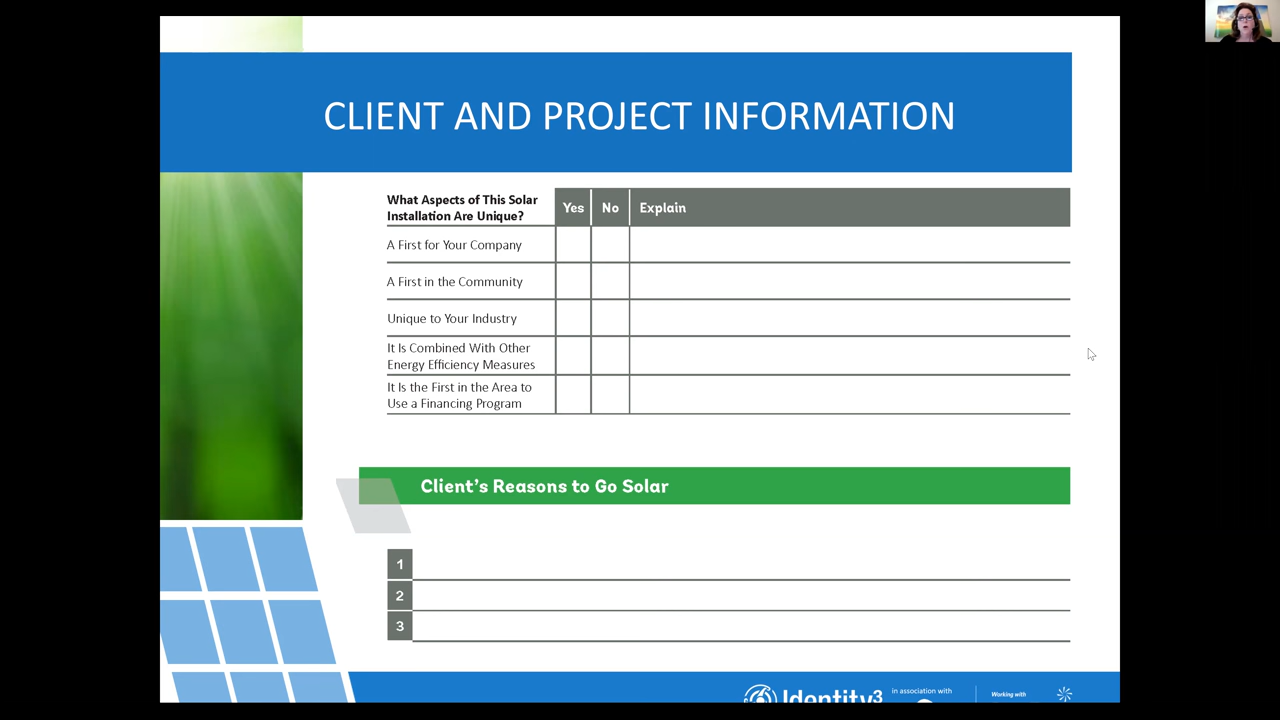 CLIENT AND PROJECT INFORMATION
What Aspects of This Solar
Installation Are Unique?
Yes
No
Explain
A First for Your Company
A First in the Community
Unique to Your Industry
It Is Combined With Other
Energy Efficiency Measures
It Is the First in the Area to
Use a Financing Program
Client's Reasons to Go Solar
1
2
3
Identity3
in association with
Working with